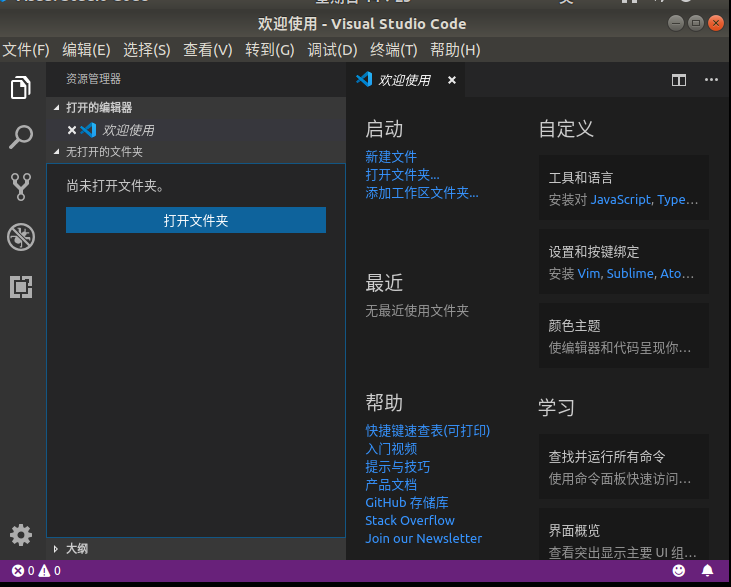 欢迎使用 - Visual Studio Code
文件(F) 编辑(E) 选择(S) 查看(V) 转到(G) 调试(D) 终端(T) 帮助(H)
资源管理器
打开的编辑器
欢迎使用
无打开的文件夹
尚未打开文件夹。
打开文件夹
大纲
欢迎使用
启动
新建文件
打开文件夹...
添加工作区文件夹...
最近
无最近使用文件夹
帮助
快捷键速查表(可打印)
入门视频
提示与技巧
产品文档
GitHub 存储库
Stack Overflow
Join our Newsletter
自定义
工具和语言
安装对 JavaScript, Type...
设置和按键绑定
安装 Vim, Sublime, Ato...
颜色主题
使编辑器和代码呈现你...
学习
查找并运行所有命令
使用命令面板快速访问...
界面概览
查看突出显示主要 UI 组...
0 0